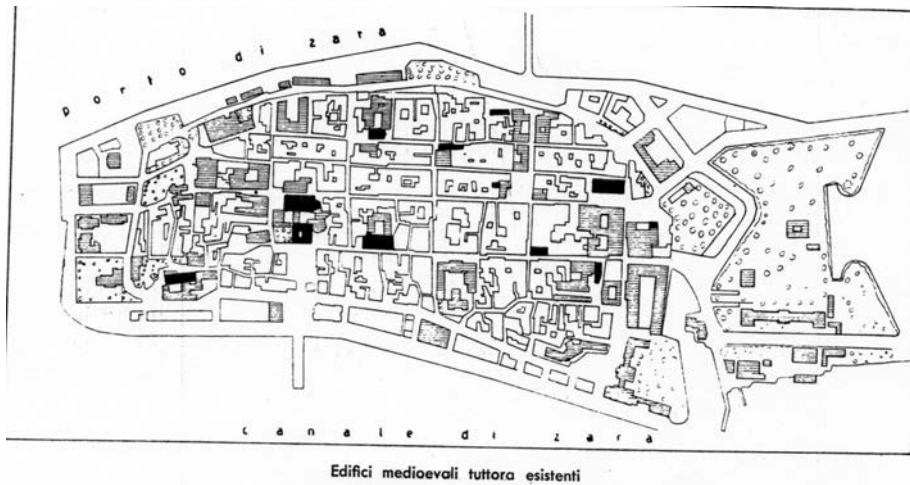 porto di zara
canale di zara
Edifici medioevali tuttora esistenti